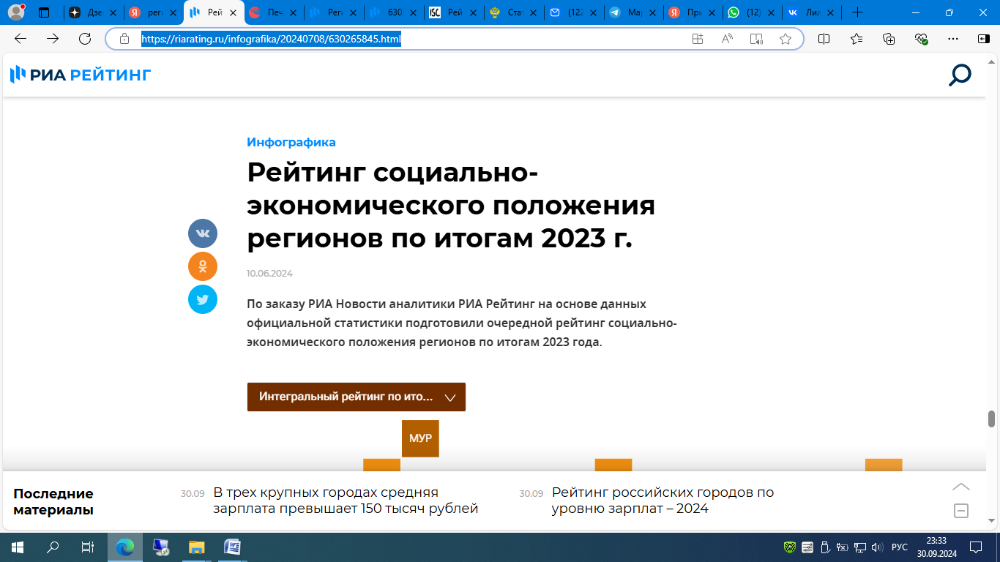 Дзе
реги
Рей
Печ
Реги
630
ISC
Рей
Стат
(122
Мар
При
(12)
Лил
https://riarating.ru/infografika/20240708/630265845.html
РИА РЕЙТИНГ
Инфографика
Рейтинг социально-
экономического положения
регионов по итогам 2023 г.
10.06.2024
По заказу РИА Новости аналитики РИА Рейтинг на основе данных
официальной статистики подготовили очередной рейтинг социально-
экономического положения регионов по итогам 2023 года.
Интегральный рейтинг по ито...
МУР
Последние
материалы
30.09
В трех крупных городах средняя
зарплата превышает 150 тысяч рублей
30.09
Рейтинг российских городов по
уровню зарплат – 2024
РУС
23:33
30.09.2024